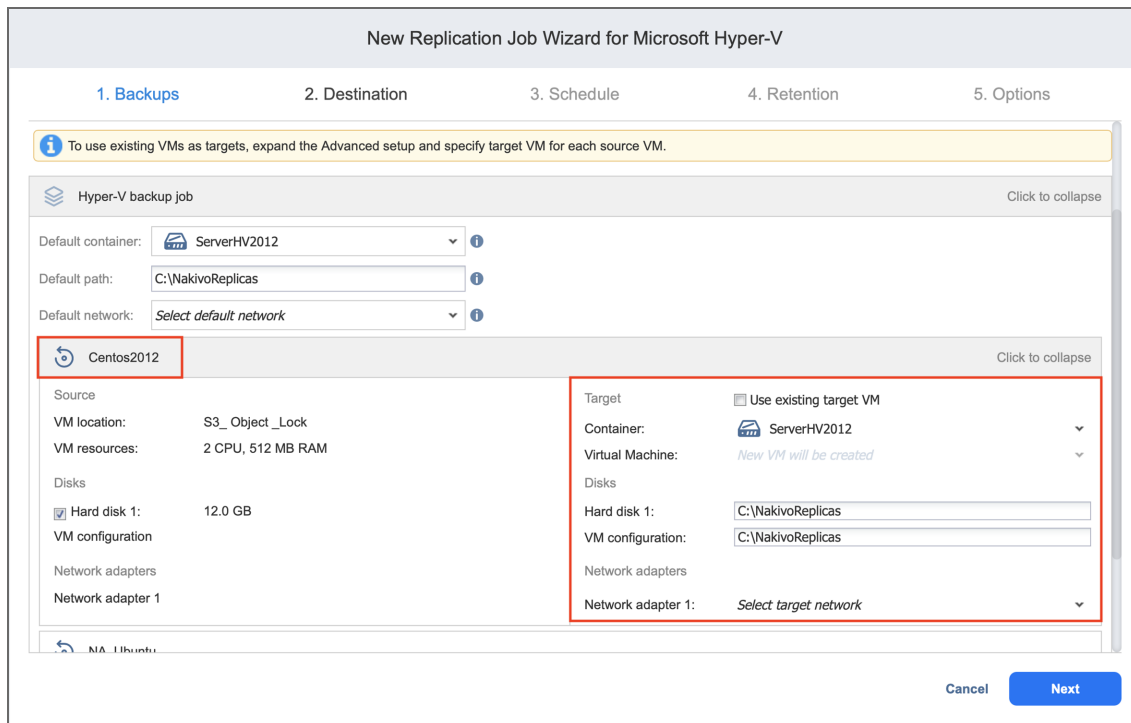 New Replication Job Wizard for Microsoft Hyper-V
1. Backups 2. Destination 3. Schedule 4. Retention 5. Options
To use existing VMs as targets, expand the Advanced setup and specify target VM for each source VM.
Hyper-V backup job Click to collapse
Default container: ServerHV2012
Default path: C:\NakivoReplicas
Default network: Select default network
Centos2012 Click to collapse
Source
VM location: S3_ Object _Lock
VM resources: 2 CPU, 512 MB RAM
Disks
Hard disk 1: 12.0 GB
VM configuration
Network adapters
Network adapter 1
Target Use existing target VM
Container: ServerHV2012
Virtual Machine: New VM will be created
Disks
Hard disk 1: C:\NakivoReplicas
VM configuration: C:\NakivoReplicas
Network adapters
Network adapter 1: Select target network
NA_Ubuntu
Cancel Next